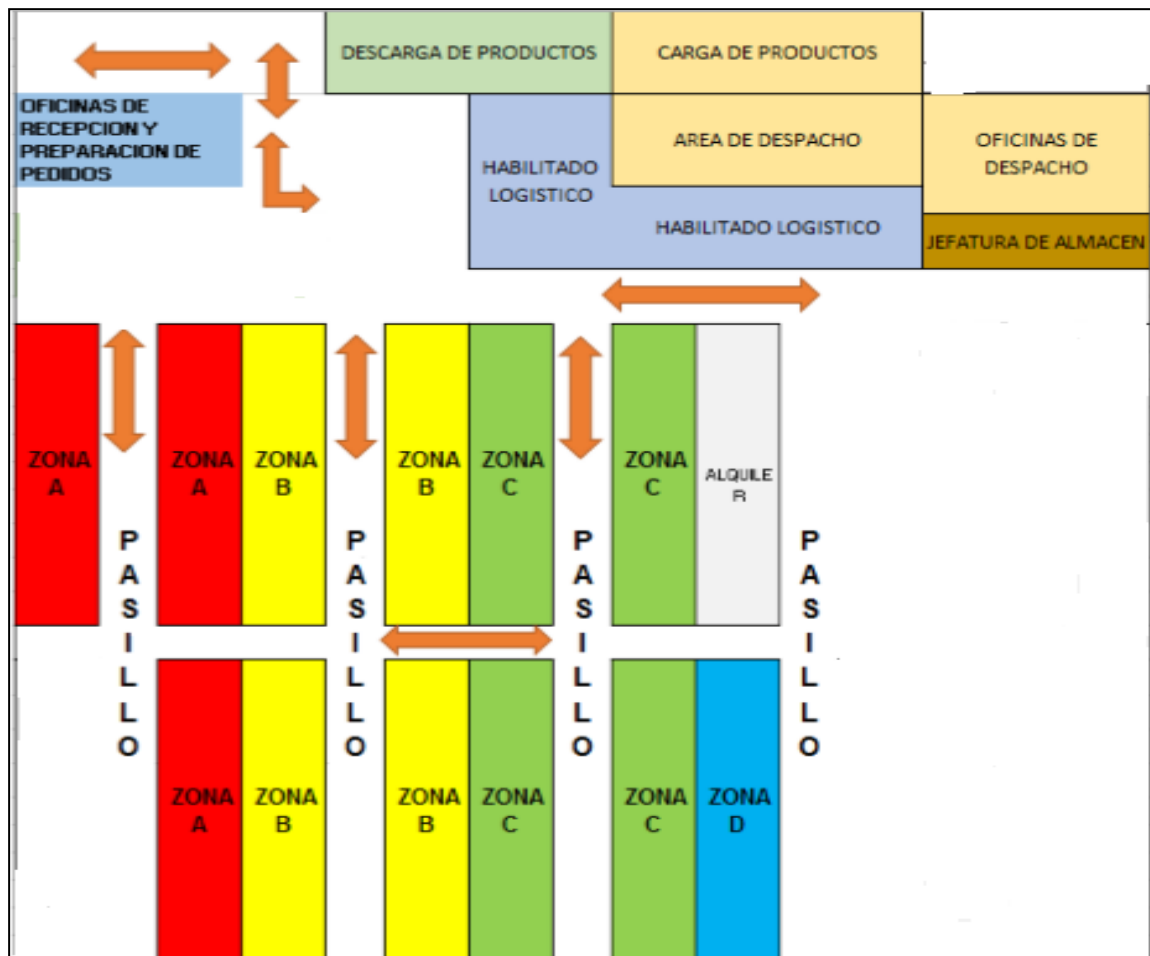 DESCARGA DE PRODUCTOS
CARGA DE PRODUCTOS
OFICINAS DE
RECEPCION Y
PREPARACION DE
PEDIDOS
HABILITADO
LOGISTICO
AREA DE DESPACHO
OFICINAS DE
DESPACHO
HABILITADO LOGISTICO
JEFATURA DE ALMACEN
ZONA
A
ZONA
A
ZONA
B
ZONA
B
ZONA
C
ZONA
C
ALQUILE
R
P
A
S
I
L
L
O
P
A
S
I
L
L
O
P
A
S
I
L
L
O
P
A
S
I
L
L
O
ZONA
A
ZONA
B
ZONA
B
ZONA
C
ZONA
C
ZONA
D